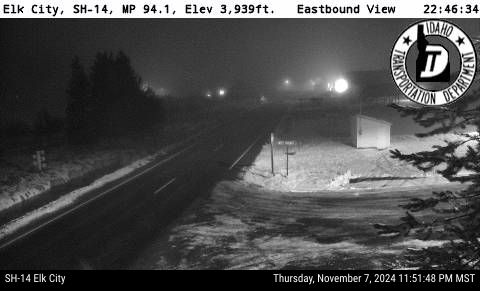 Elk City, SH-14, MP 94.1, Elev 3,939ft. Eastbound View 22:46:34
IDAHO
TRANSPORTATION DEPARTMENT
SH-14 Elk City Thursday, November 7, 2024 11:51:48 PM MST